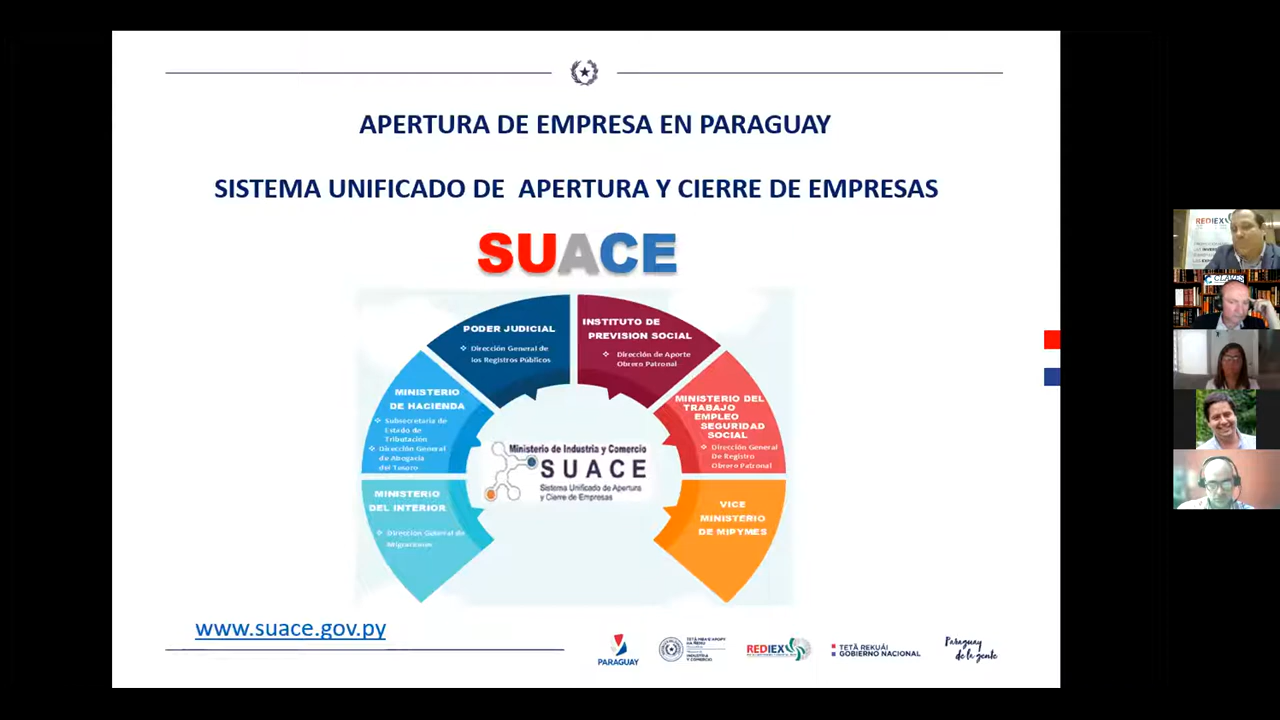 APERTURA DE EMPRESA EN PARAGUAY
SISTEMA UNIFICADO DE APERTURA Y CIERRE DE EMPRESAS
SUACE
PODER JUDICIAL
❖ Dirección General de
los Registros Públicos
INSTITUTO DE
PREVISION SOCIAL
❖ Dirección de Aporte
Obrero Patronal
MINISTERIO
DE HACIENDA
❖ Subsecretaria de
Estado de
Tributación
❖ Dirección General
de Abogacía
del Tesoro
MINISTERIO DEL
TRABAJO
EMPLEO
SEGURIDAD
SOCIAL
❖ Dirección General
De Registro
Obrero Patronal
MINISTERIO
DEL INTERIOR
❖ Dirección General de
Migraciones
VICE
MINISTERIO
DE MIPYMES
Ministerio de Industria y Comercio
SUACE
Sistema Unificado de Apertura
y Cierre de Empresas
www.suace.gov.py
PARAGUAY
INDUSTRIA
Y COMERCIO
REDIEX
TETÃ REKUÁI
GOBIERNO NACIONAL
Paraguay
de la gente
REDIEX